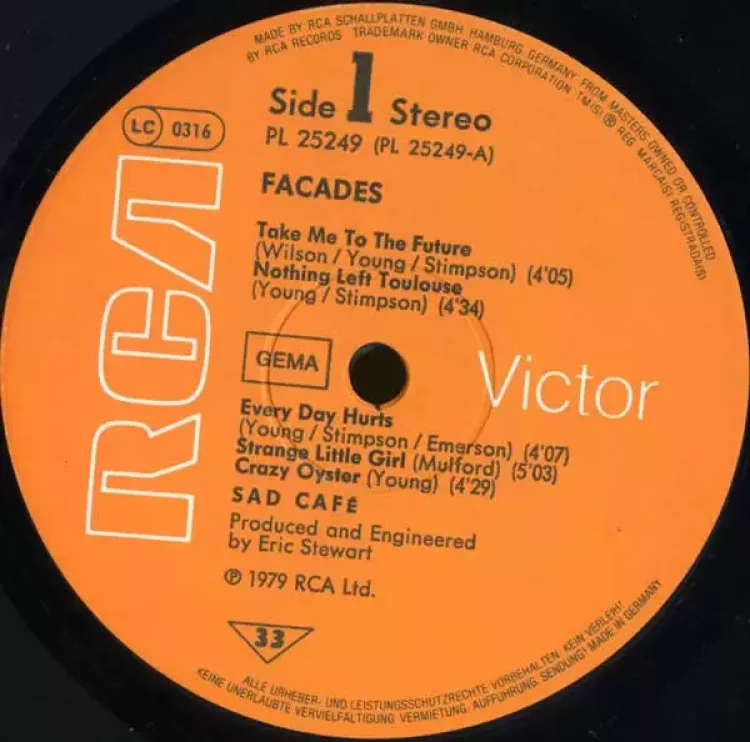 MADE BY RCA SCHALLPLATTEN GMBH, HAMBURG, GERMANY, FROM MASTERS OWNED OR CONTROLLED
BY RCA RECORDS TRADEMARK OWNER RCA CORPORATION TM(S) ® REG. MARCA(S) REGISTRADA(S)
Side 1 Stereo
LC 0316
PL 25249 (PL 25249-A)
FACADES
Take Me To The Future
(Wilson / Young / Stimpson) (4'05)
Nothing Left Toulouse
(Young / Stimpson) (4'34)
RCA
GEMA
Victor
Every Day Hurts
(Young / Stimpson / Emerson) (4'07)
Strange Little Girl (Mulford) (5'03)
Crazy Oyster (Young) (4'29)
SAD CAFÉ
Produced and Engineered
by Eric Stewart
℗ 1979 RCA Ltd.
33
ALLE URHEBER- UND LEISTUNGSSCHUTZRECHTE VORBEHALTEN. KEIN VERLEIH!
KEINE UNERLAUBTE VERVIELFÄLTIGUNG, VERMIETUNG, AUFFÜHRUNG, SENDUNG! MADE IN GERMANY